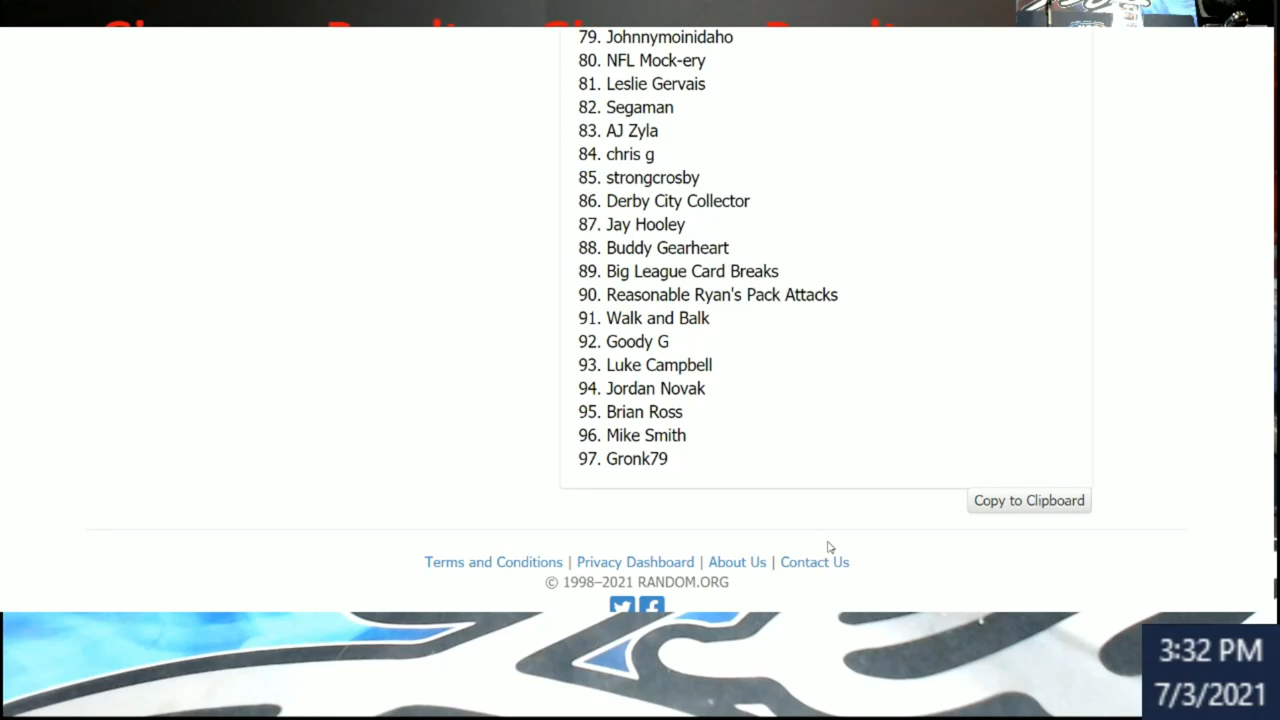 79. Johnnymoinidaho
80. NFL Mock-ery
81. Leslie Gervais
82. Segaman
83. AJ Zyla
84. chris g
85. strongcrosby
86. Derby City Collector
87. Jay Hooley
88. Buddy Gearheart
89. Big League Card Breaks
90. Reasonable Ryan's Pack Attacks
91. Walk and Balk
92. Goody G
93. Luke Campbell
94. Jordan Novak
95. Brian Ross
96. Mike Smith
97. Gronk79
Copy to Clipboard
Terms and Conditions | Privacy Dashboard | About Us | Contact Us
© 1998–2021 RANDOM.ORG
3:32 PM
7/3/2021